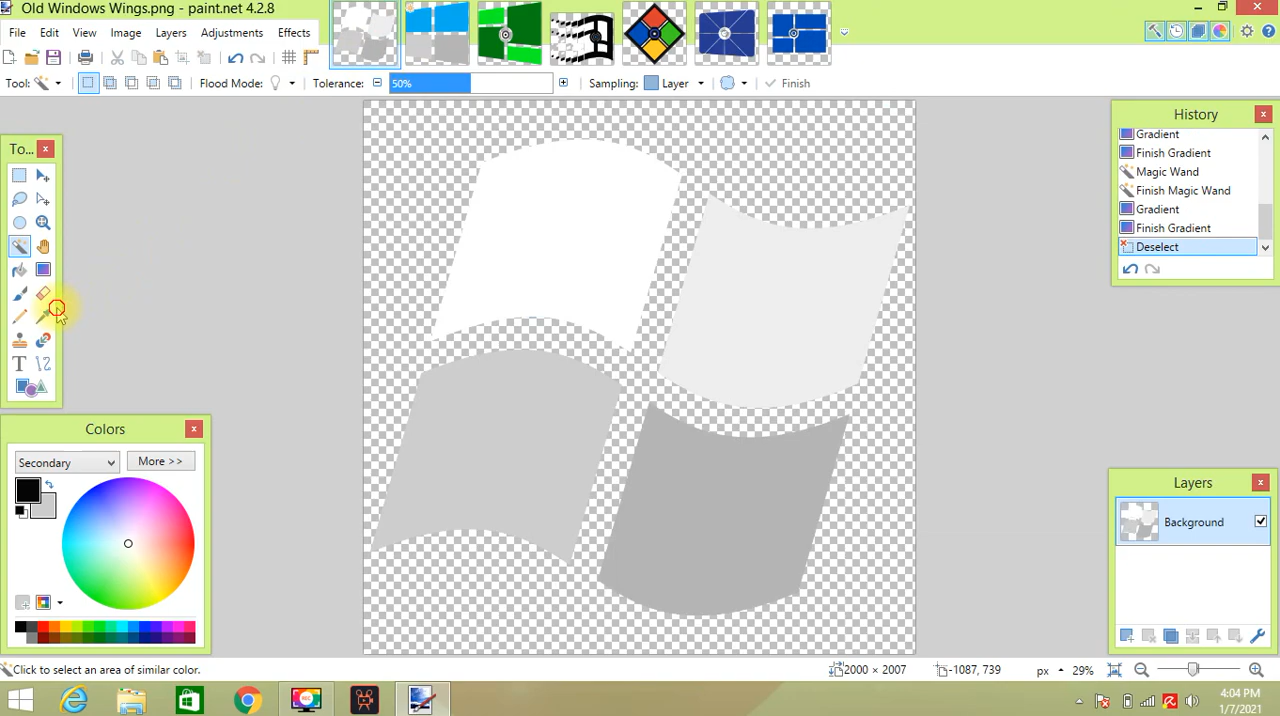 Old Windows Wings.png - paint.net 4.2.8
File Edit View Image Layers Adjustments Effects
Tool: Flood Mode: Tolerance: 50% Sampling: Layer Finish
To...
History
Gradient
Finish Gradient
Magic Wand
Finish Magic Wand
Gradient
Finish Gradient
Deselect
Colors
Secondary
More >>
Layers
Background
Click to select an area of similar color.
2000 × 2007
-1087, 739
px
29%
REC
4:04 PM
1/7/2021